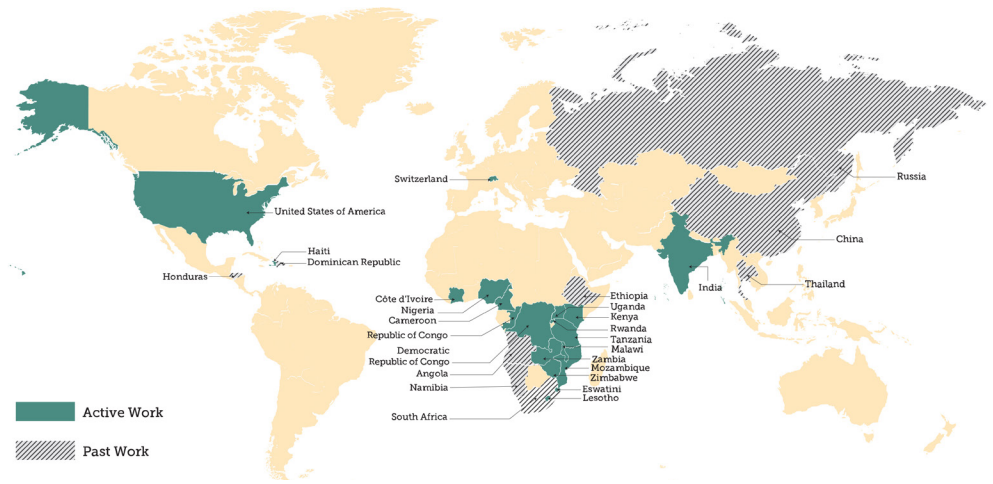 Switzerland
Russia
United States of America
China
Haiti
Dominican Republic
Honduras
Thailand
India
Côte d'Ivoire
Nigeria
Cameroon
Republic of Congo
Democratic
Republic of Congo
Angola
Namibia
South Africa
Ethiopia
Uganda
Kenya
Rwanda
Tanzania
Malawi
Zambia
Mozambique
Zimbabwe
Eswatini
Lesotho
Active Work
Past Work